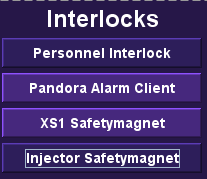 Interlocks
Personnel Interlock
Pandora Alarm Client
XS1 Safetymagnet
Injector Safetymagnet